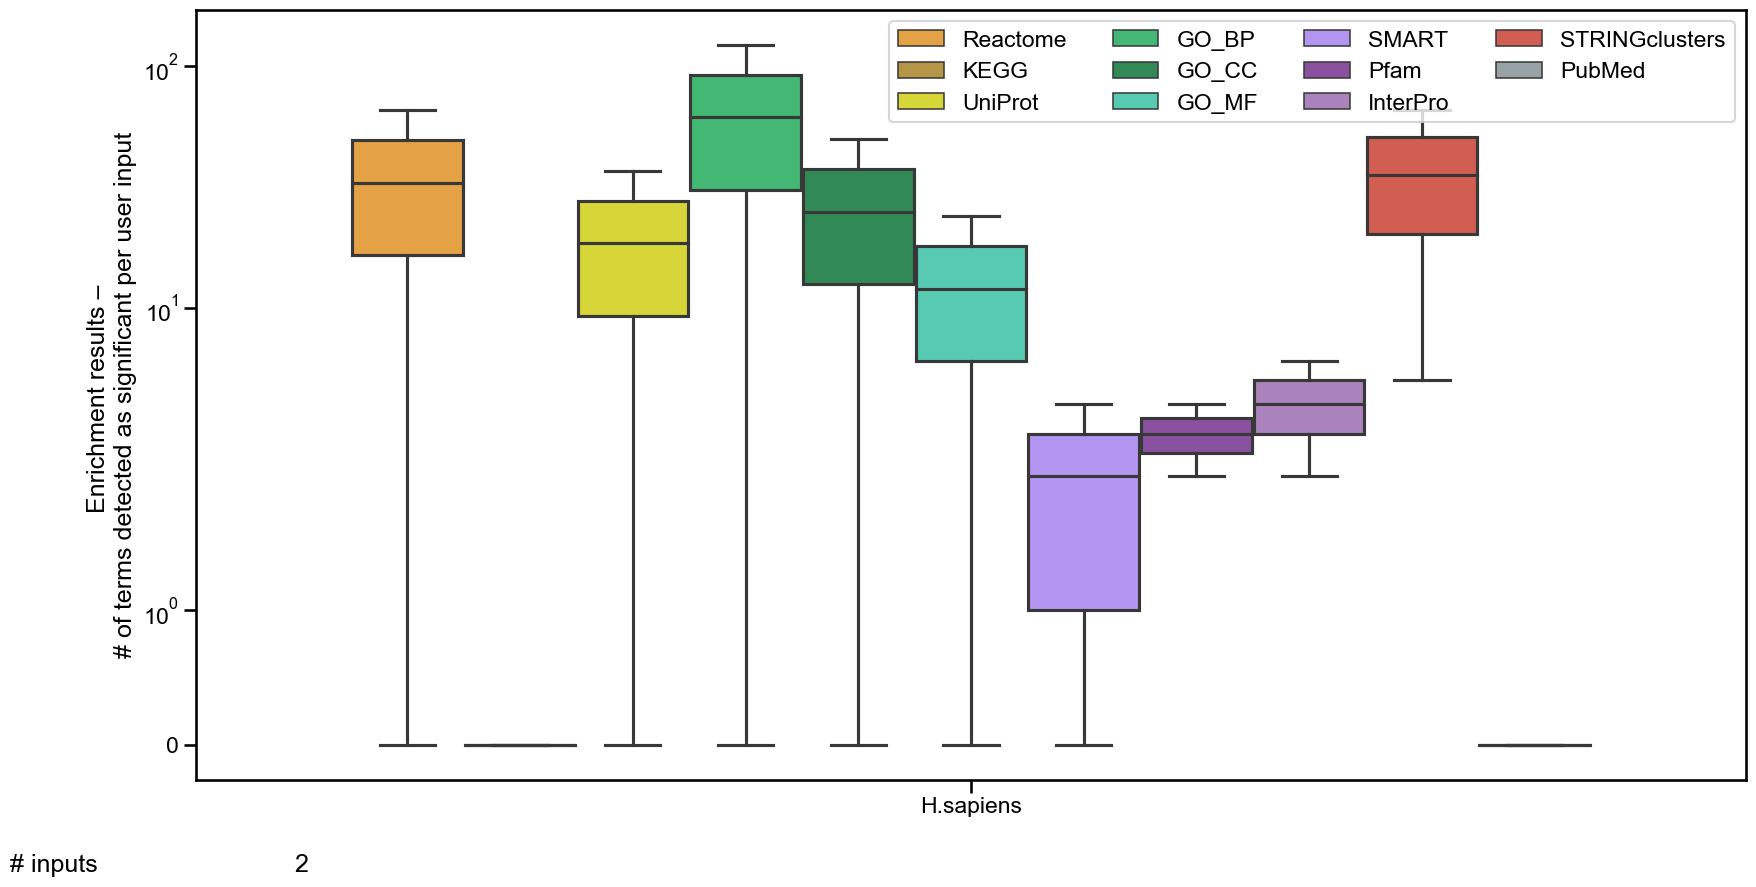 Enrichment results –
# of terms detected as significant per user input
10²
10¹
10⁰
0
Reactome
KEGG
UniProt
GO_BP
GO_CC
GO_MF
SMART
Pfam
InterPro
STRINGclusters
PubMed
H.sapiens
# inputs 2